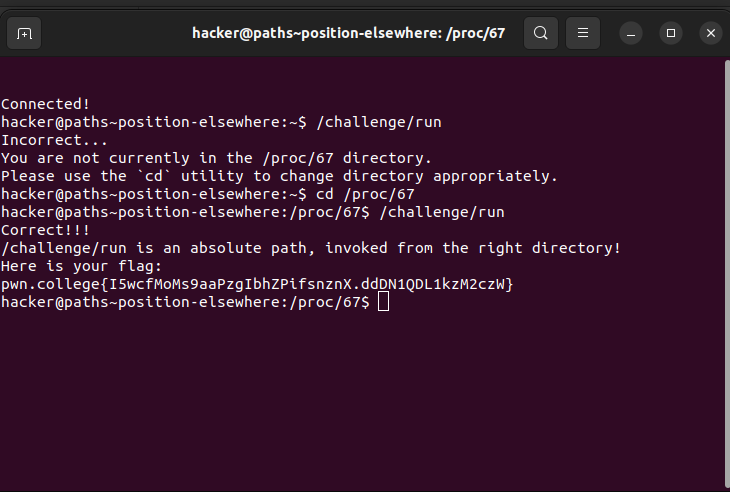 hacker@paths~position-elsewhere: /proc/67
Connected!
hacker@paths~position-elsewhere:~$ /challenge/run
Incorrect...
You are not currently in the /proc/67 directory.
Please use the `cd` utility to change directory appropriately.
hacker@paths~position-elsewhere:~$ cd /proc/67
hacker@paths~position-elsewhere:/proc/67$ /challenge/run
Correct!!!
/challenge/run is an absolute path, invoked from the right directory!
Here is your flag:
pwn.college{I5wcfMoMs9aaPzgIbhZPifsnznX.ddDN1QDL1kzM2czW}
hacker@paths~position-elsewhere:/proc/67$